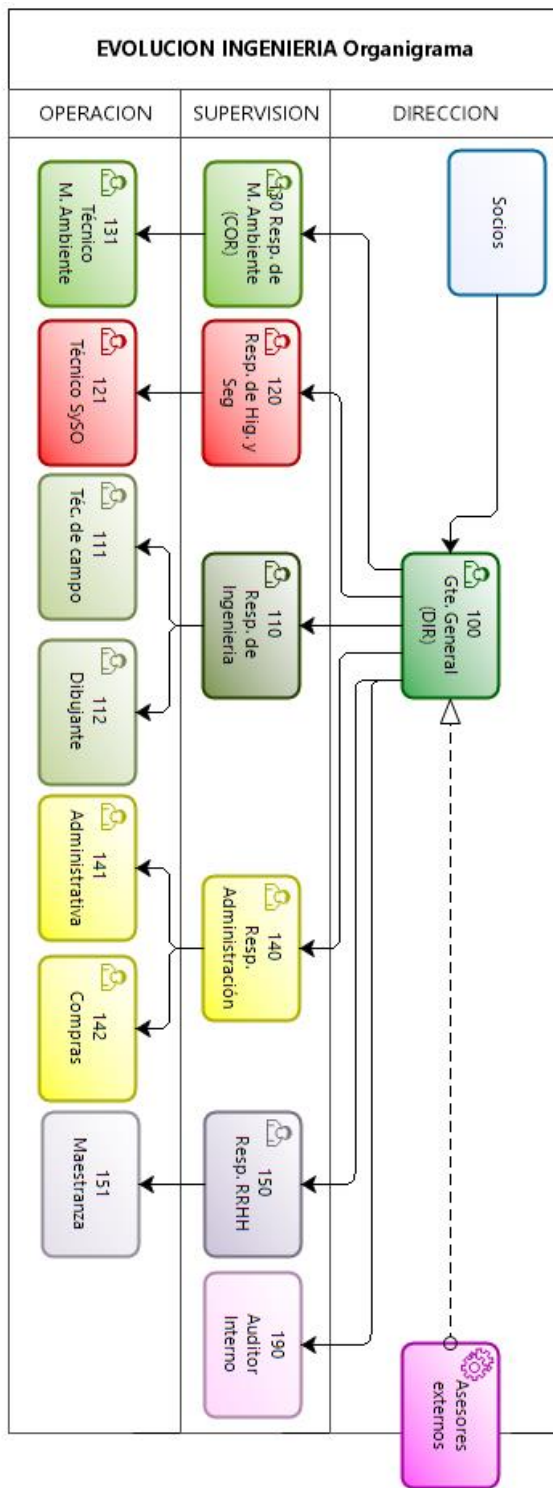 EVOLUCION INGENIERIA Organigrama
DIRECCION
SUPERVISION
OPERACION
Socios
100
Gte. General
(DIR)
Asesores
externos
130 Resp. de
M. Ambiente
(COR)
120
Resp. de Hig. y
Seg
110
Resp. de
Ingenieria
140
Resp.
Administración
150
Resp. RRHH
190
Auditor
Interno
131
Técnico
M. Ambiente
121
Técnico SySO
111
Téc. de campo
112
Dibujante
141
Administrativa
142
Compras
151
Maestranza